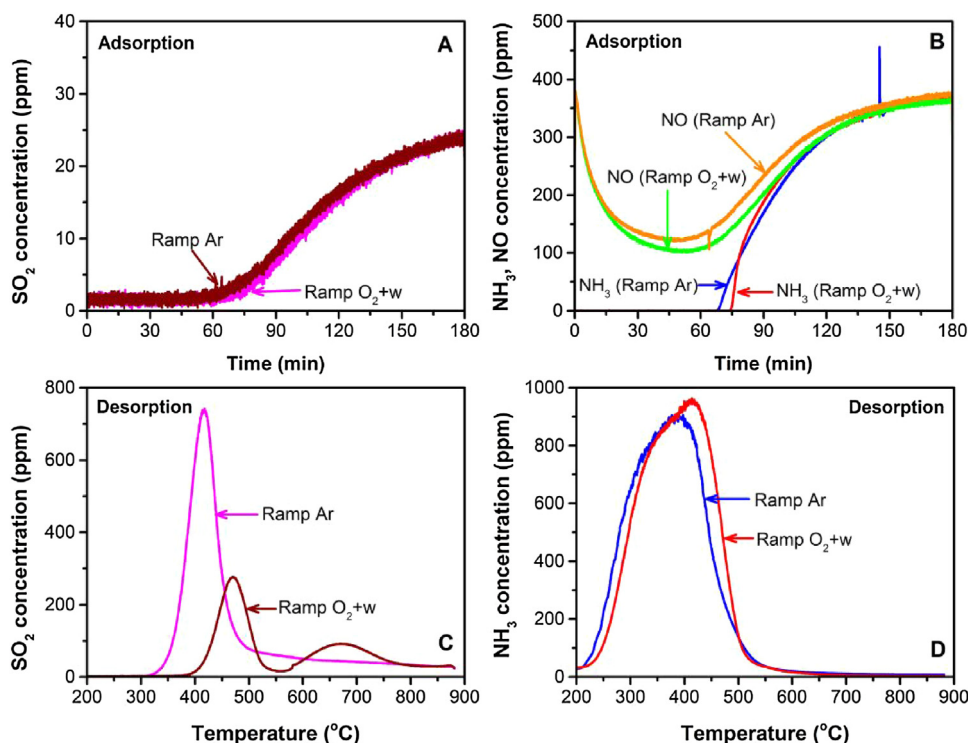 Adsorption
A
SO₂ concentration (ppm)
40
30
20
10
0
Ramp Ar
Ramp O₂+w
0 30 60 90 120 150 180
Time (min)
Adsorption
B
NH₃, NO concentration (ppm)
500
400
300
200
100
0
NO (Ramp Ar)
NO (Ramp O₂+w)
NH₃ (Ramp Ar)
NH₃ (Ramp O₂+w)
0 30 60 90 120 150 180
Time (min)
Desorption
C
SO₂ concentration (ppm)
800
600
400
200
0
Ramp Ar
Ramp O₂+w
200 300 400 500 600 700 800 900
Temperature (°C)
Desorption
D
NH₃ concentration (ppm)
1000
800
600
400
200
0
Ramp Ar
Ramp O₂+w
200 300 400 500 600 700 800 900
Temperature (°C)